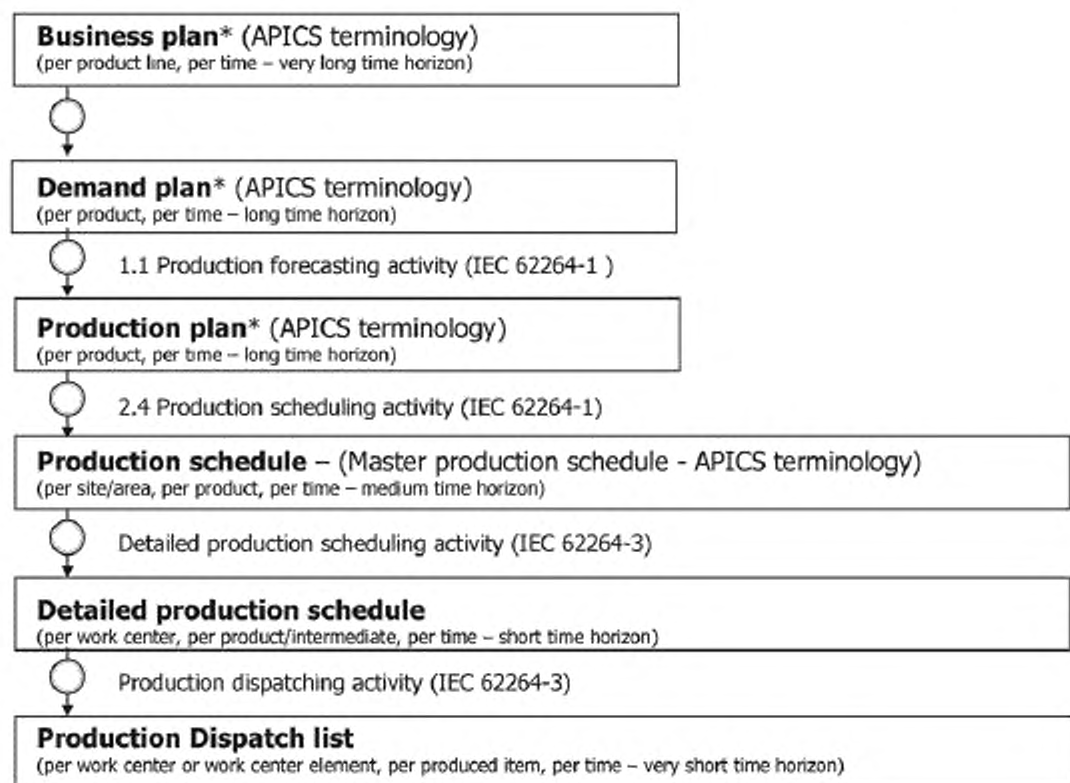 Business plan* (APICS terminology)
(per product line, per time – very long time horizon)
Demand plan* (APICS terminology)
(per product, per time – long time horizon)
1.1 Production forecasting activity (IEC 62264-1 )
Production plan* (APICS terminology)
(per product, per time – long time horizon)
2.4 Production scheduling activity (IEC 62264-1)
Production schedule – (Master production schedule - APICS terminology)
(per site/area, per product, per time – medium time horizon)
Detailed production scheduling activity (IEC 62264-3)
Detailed production schedule
(per work center, per product/intermediate, per time – short time horizon)
Production dispatching activity (IEC 62264-3)
Production Dispatch list
(per work center or work center element, per produced item, per time – very short time horizon)